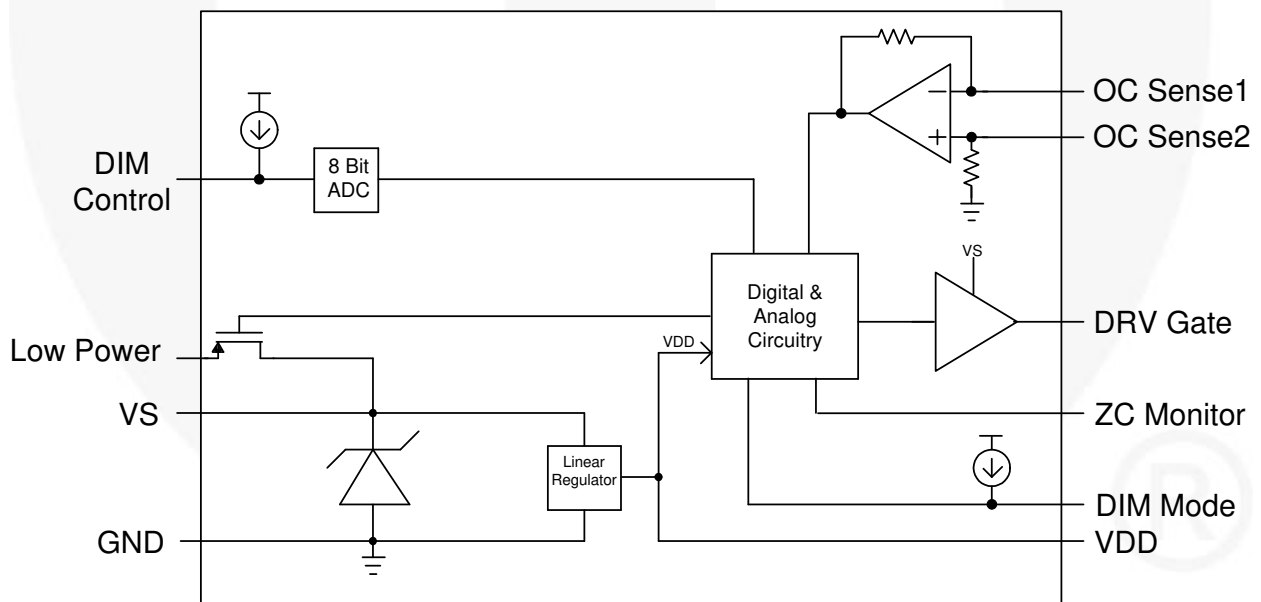 OC Sense1
OC Sense2
DIM
Control
8 Bit
ADC
VS
Digital &
Analog
Circuitry
DRV Gate
Low Power
VDD
VS
ZC Monitor
Linear
Regulator
DIM Mode
GND
VDD
®